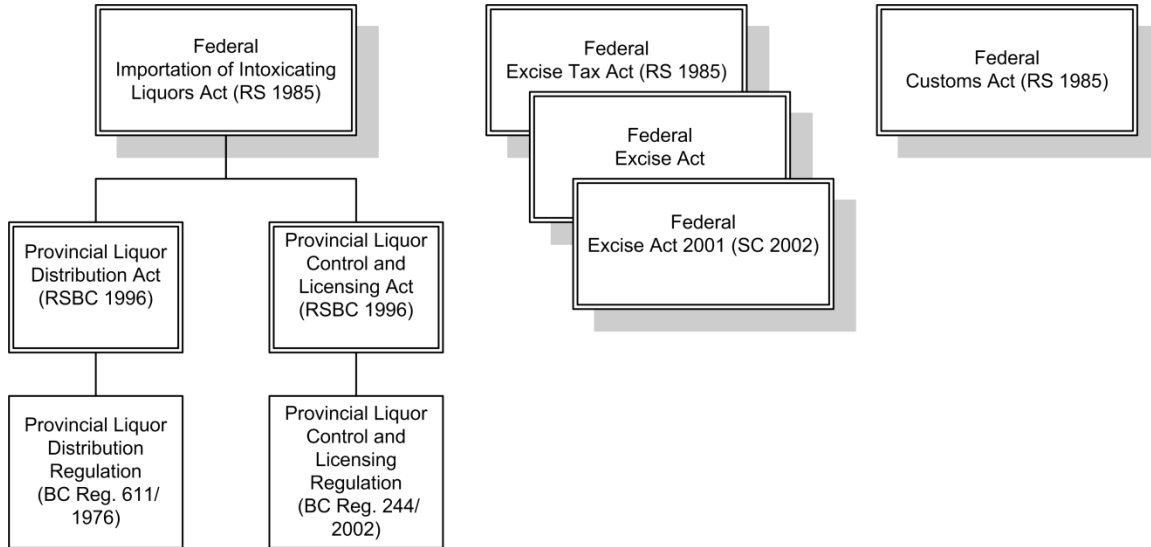 Federal
Importation of Intoxicating
Liquors Act (RS 1985)
Federal
Excise Tax Act (RS 1985)
Federal
Excise Act
Federal
Excise Act 2001 (SC 2002)
Federal
Customs Act (RS 1985)
Provincial Liquor
Distribution Act
(RSBC 1996)
Provincial Liquor
Control and
Licensing Act
(RSBC 1996)
Provincial Liquor
Distribution
Regulation
(BC Reg. 611/
1976)
Provincial Liquor
Control and
Licensing
Regulation
(BC Reg. 244/
2002)